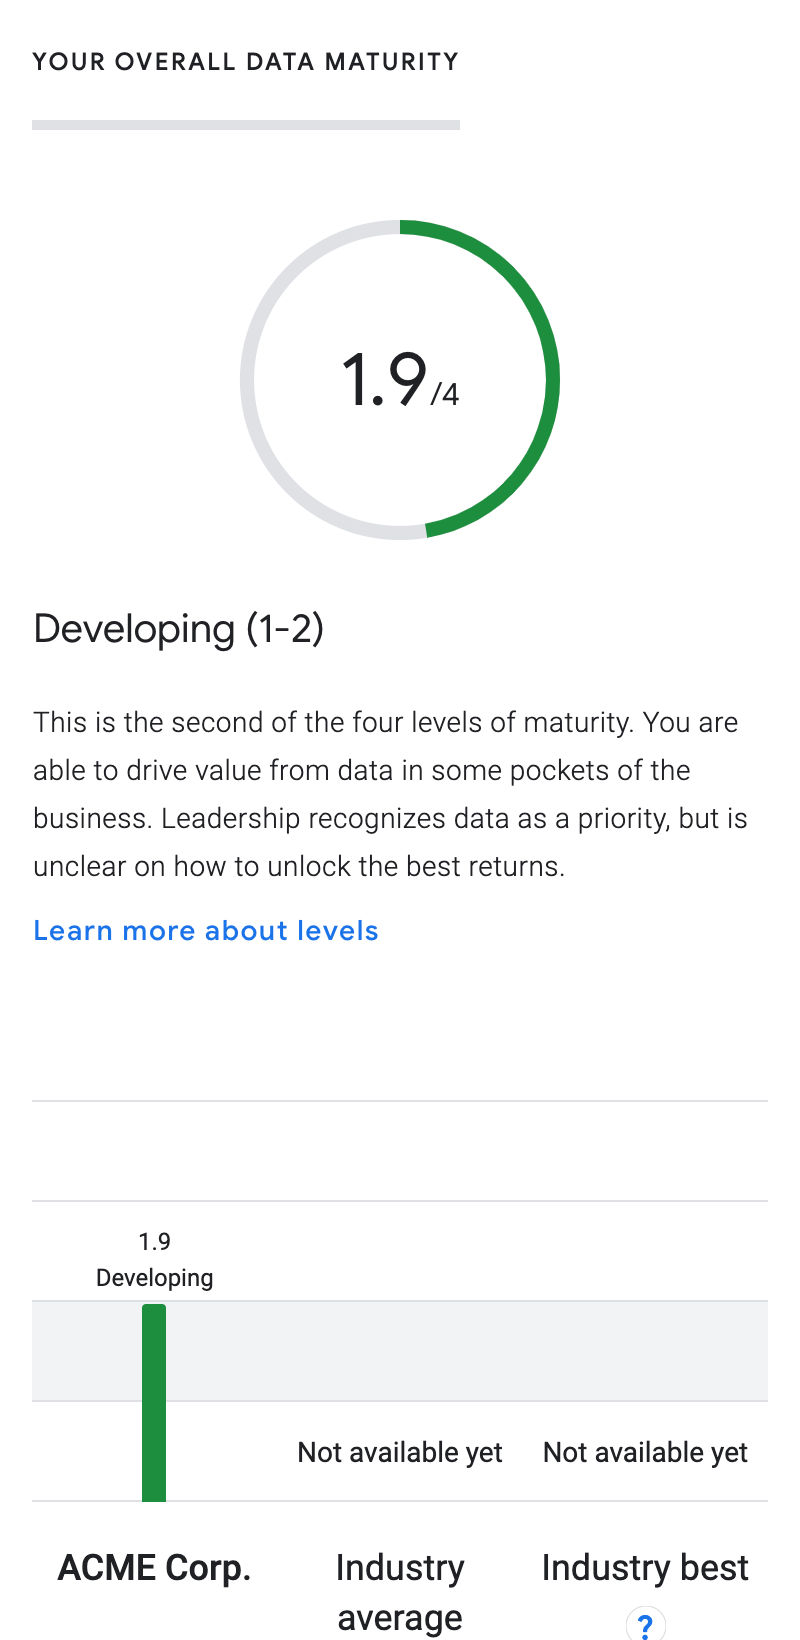 YOUR OVERALL DATA MATURITY
1.9/4
Developing (1-2)
This is the second of the four levels of maturity. You are
able to drive value from data in some pockets of the
business. Leadership recognizes data as a priority, but is
unclear on how to unlock the best returns.
Learn more about levels
1.9
Developing
Not available yet
Not available yet
ACME Corp.
Industry
average
Industry best
?